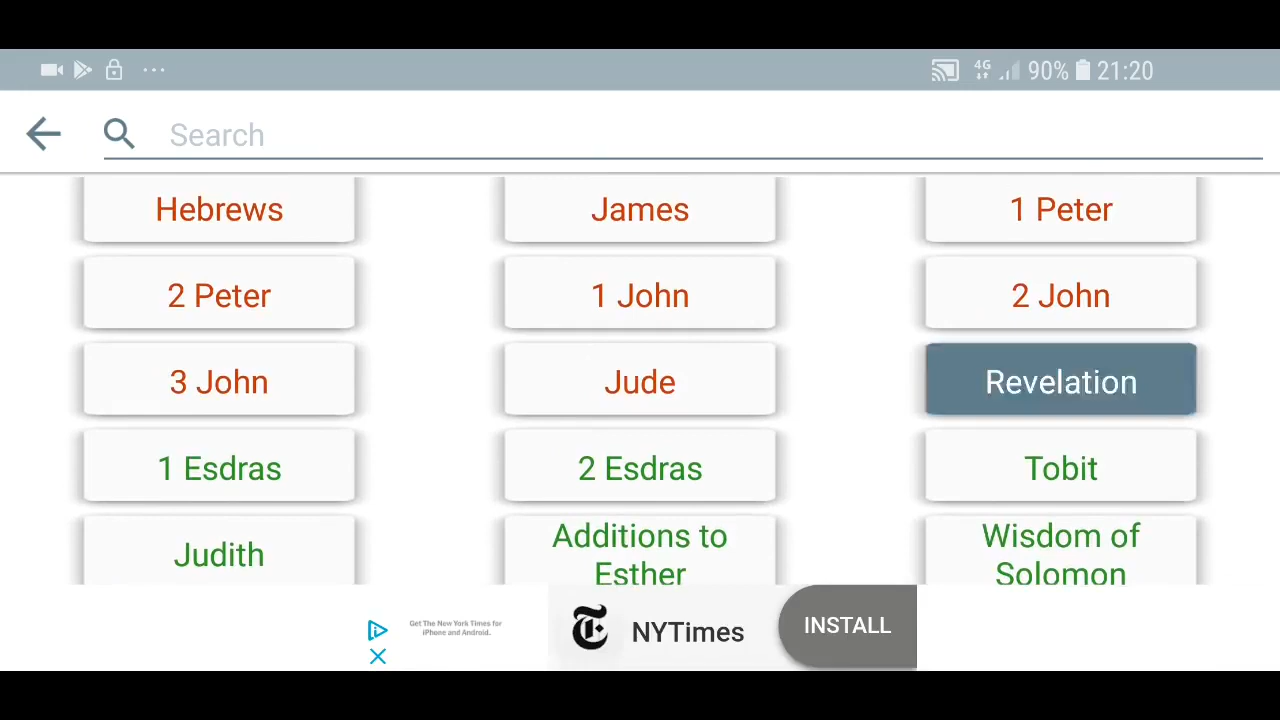 4G 90% 21:20
Search
Hebrews
James
1 Peter
2 Peter
1 John
2 John
3 John
Jude
Revelation
1 Esdras
2 Esdras
Tobit
Judith
Additions to
Esther
Wisdom of
Solomon
Get The New York Times for
iPhone and Android.
NYTimes
INSTALL